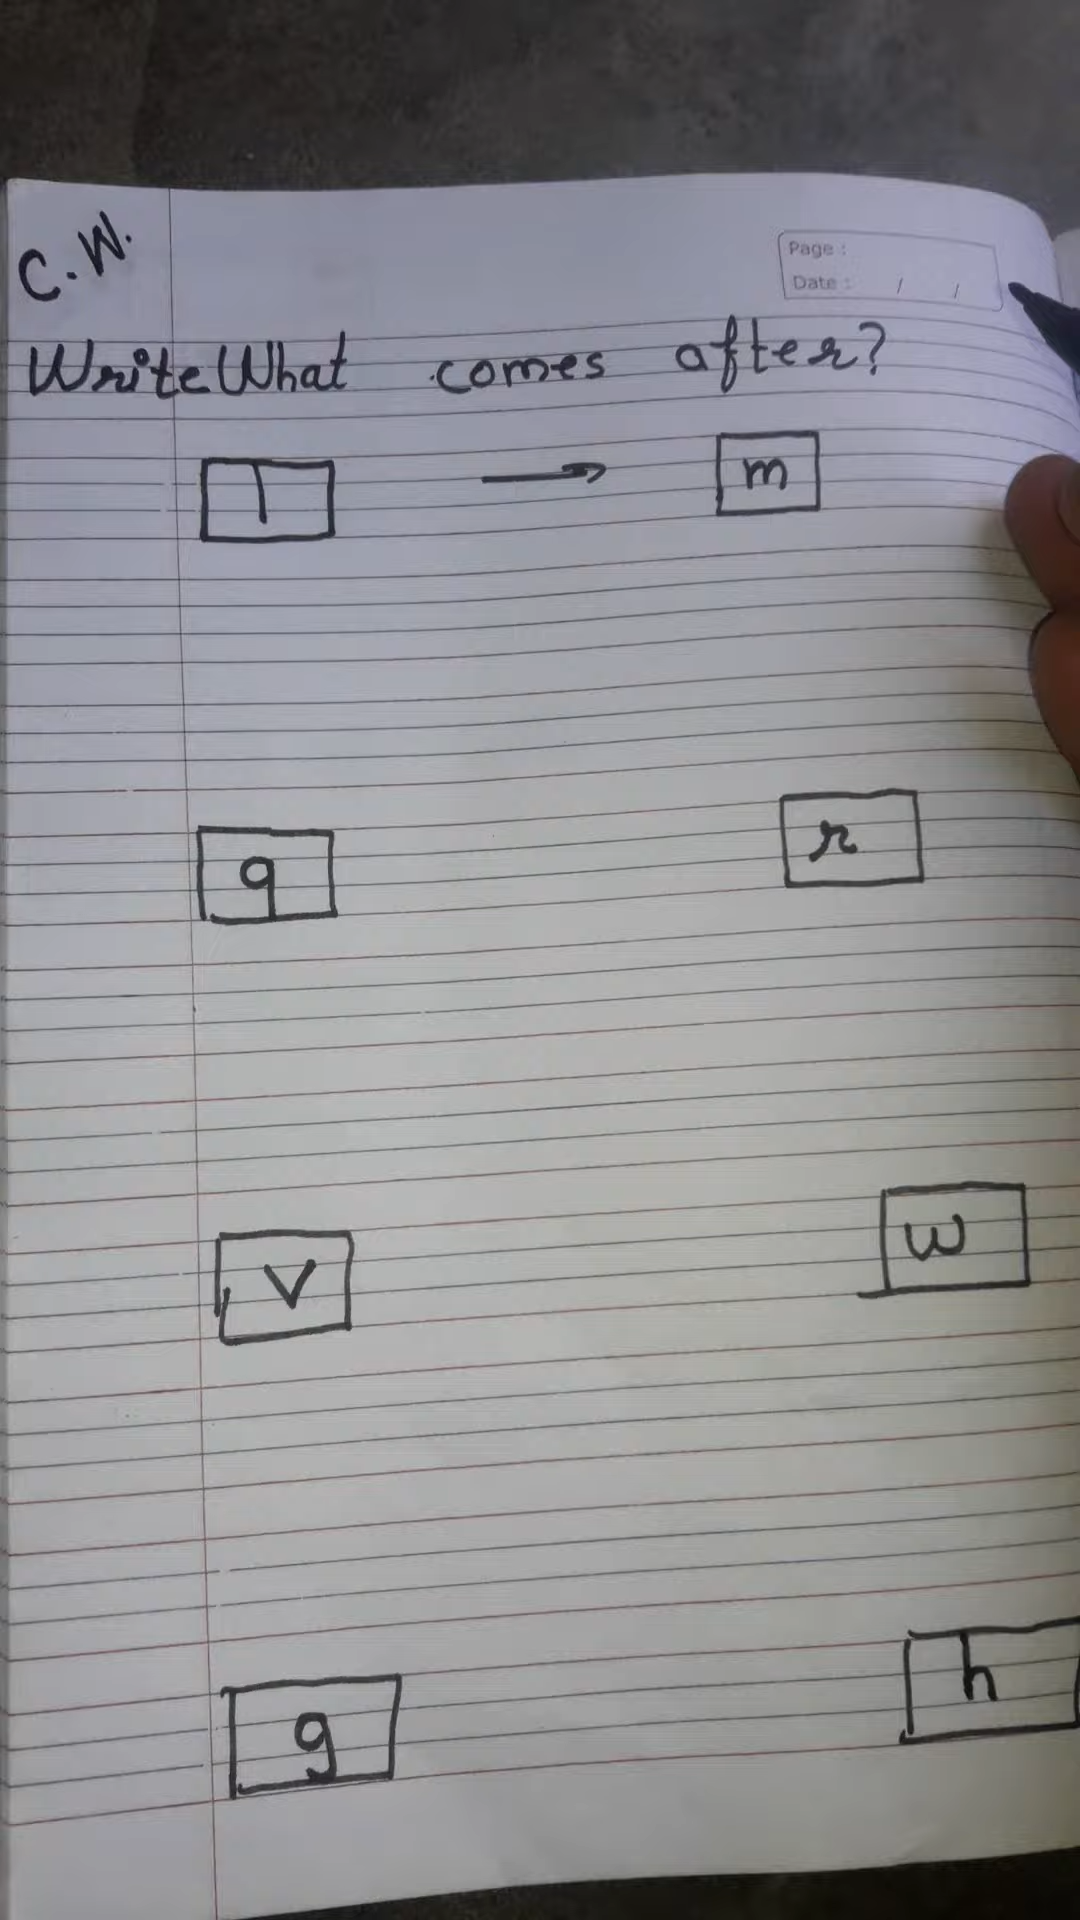 C.W.
Page :
Date : / /
Write What comes after?
l → m
q r
v w
g h